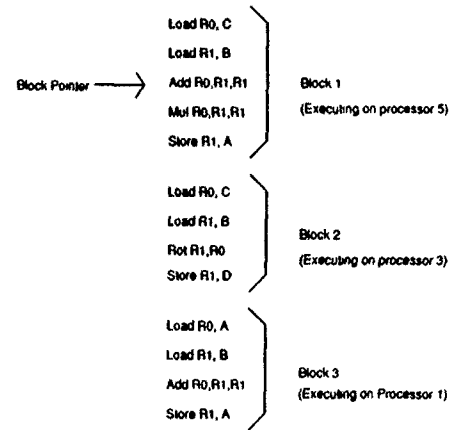 Load R0, C
Load R1, B
Block Pointer
Add R0,R1,R1
Block 1
Mul R0,R1,R1
(Executing on processor 5)
Store R1, A
Load R0, C
Load R1, B
Block 2
Rot R1,R0
(Executing on processor 3)
Store R1, D
Load R0, A
Load R1, B
Block 3
Add R0,R1,R1
(Executing on Processor 1)
Store R1, A